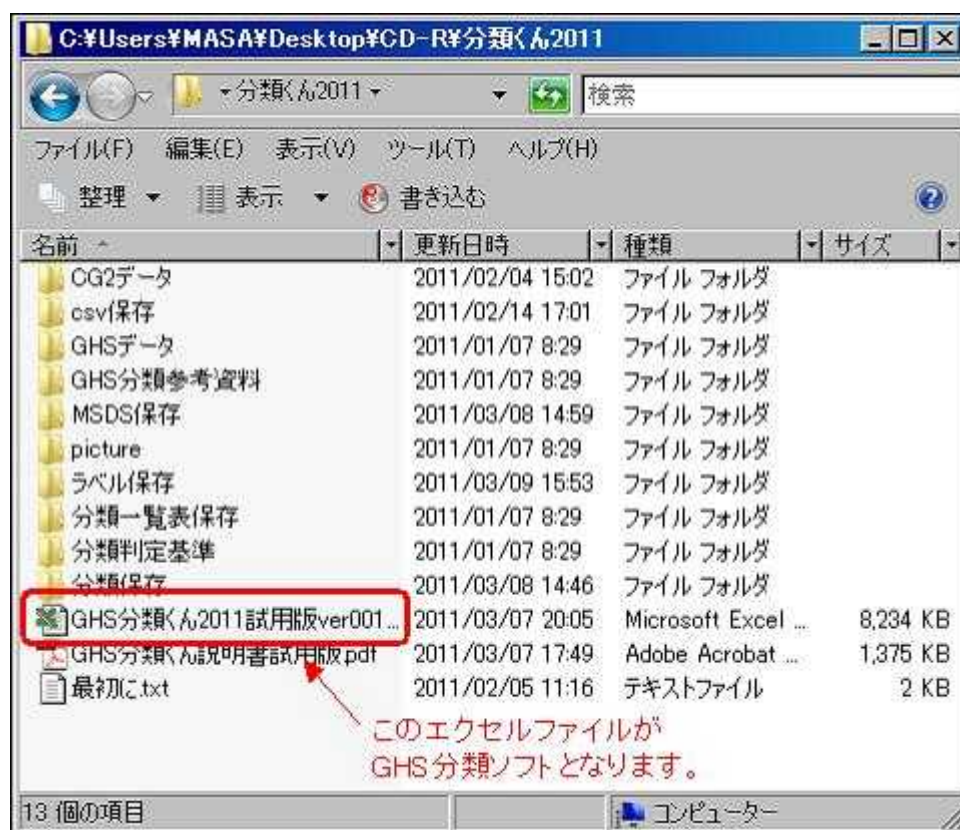 C:¥Users¥MASA¥Desktop¥CD-R¥分類くん2011
分類くん2011 検索
ファイル(F) 編集(E) 表示(V) ツール(T) ヘルプ(H)
整理 表示 書き込む
名前 更新日時 種類 サイズ
CG2データ 2011/02/04 15:02 ファイル フォルダ
csv保存 2011/02/14 17:01 ファイル フォルダ
GHSデータ 2011/01/07 8:29 ファイル フォルダ
GHS分類参考資料 2011/01/07 8:29 ファイル フォルダ
MSDS保存 2011/03/08 14:59 ファイル フォルダ
picture 2011/01/07 8:29 ファイル フォルダ
ラベル保存 2011/03/09 15:53 ファイル フォルダ
分類一覧表保存 2011/01/07 8:29 ファイル フォルダ
分類判定基準 2011/01/07 8:29 ファイル フォルダ
分類保存 2011/03/08 14:46 ファイル フォルダ
GHS分類くん2011試用版ver001... 2011/03/07 20:05 Microsoft Excel ... 8,234 KB
GHS分類くん説明書試用版.pdf 2011/03/07 17:49 Adobe Acrobat ... 1,375 KB
最初に.txt 2011/02/05 11:16 テキストファイル 2 KB
このエクセルファイルが
GHS分類ソフトとなります。
13 個の項目 コンピューター